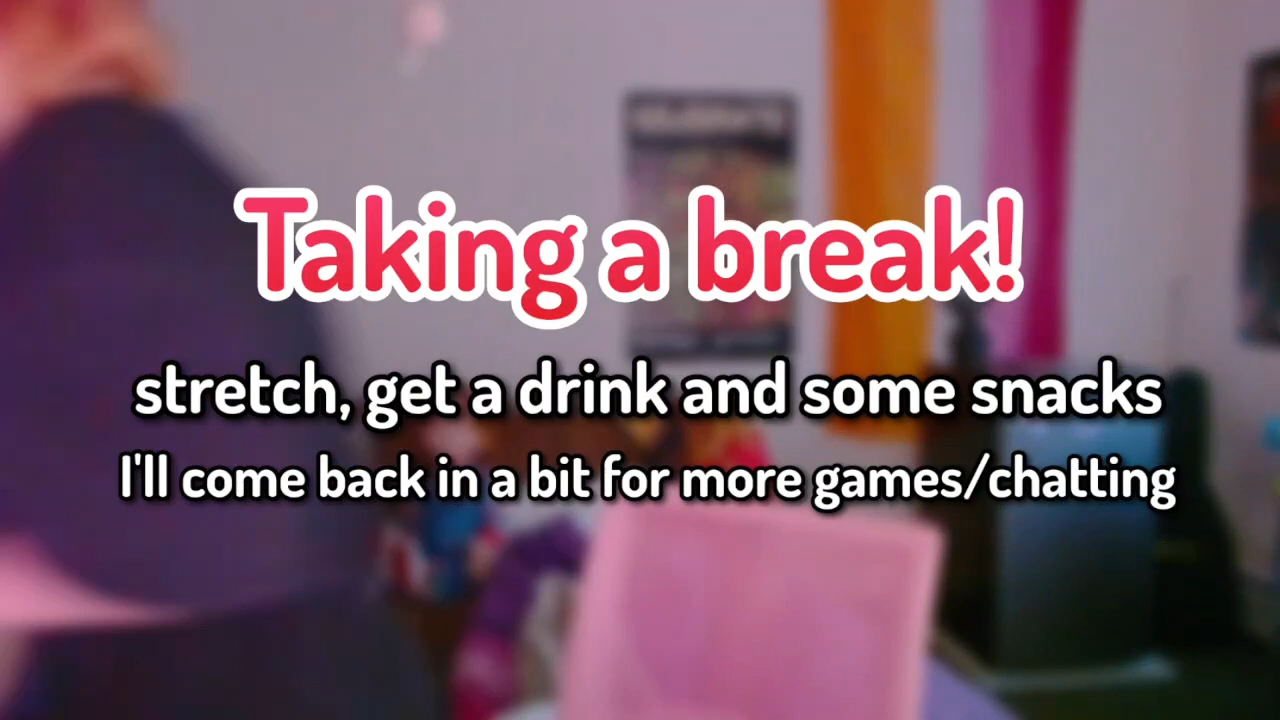 Taking a break!
stretch, get a drink and some snacks
I'll come back in a bit for more games/chatting